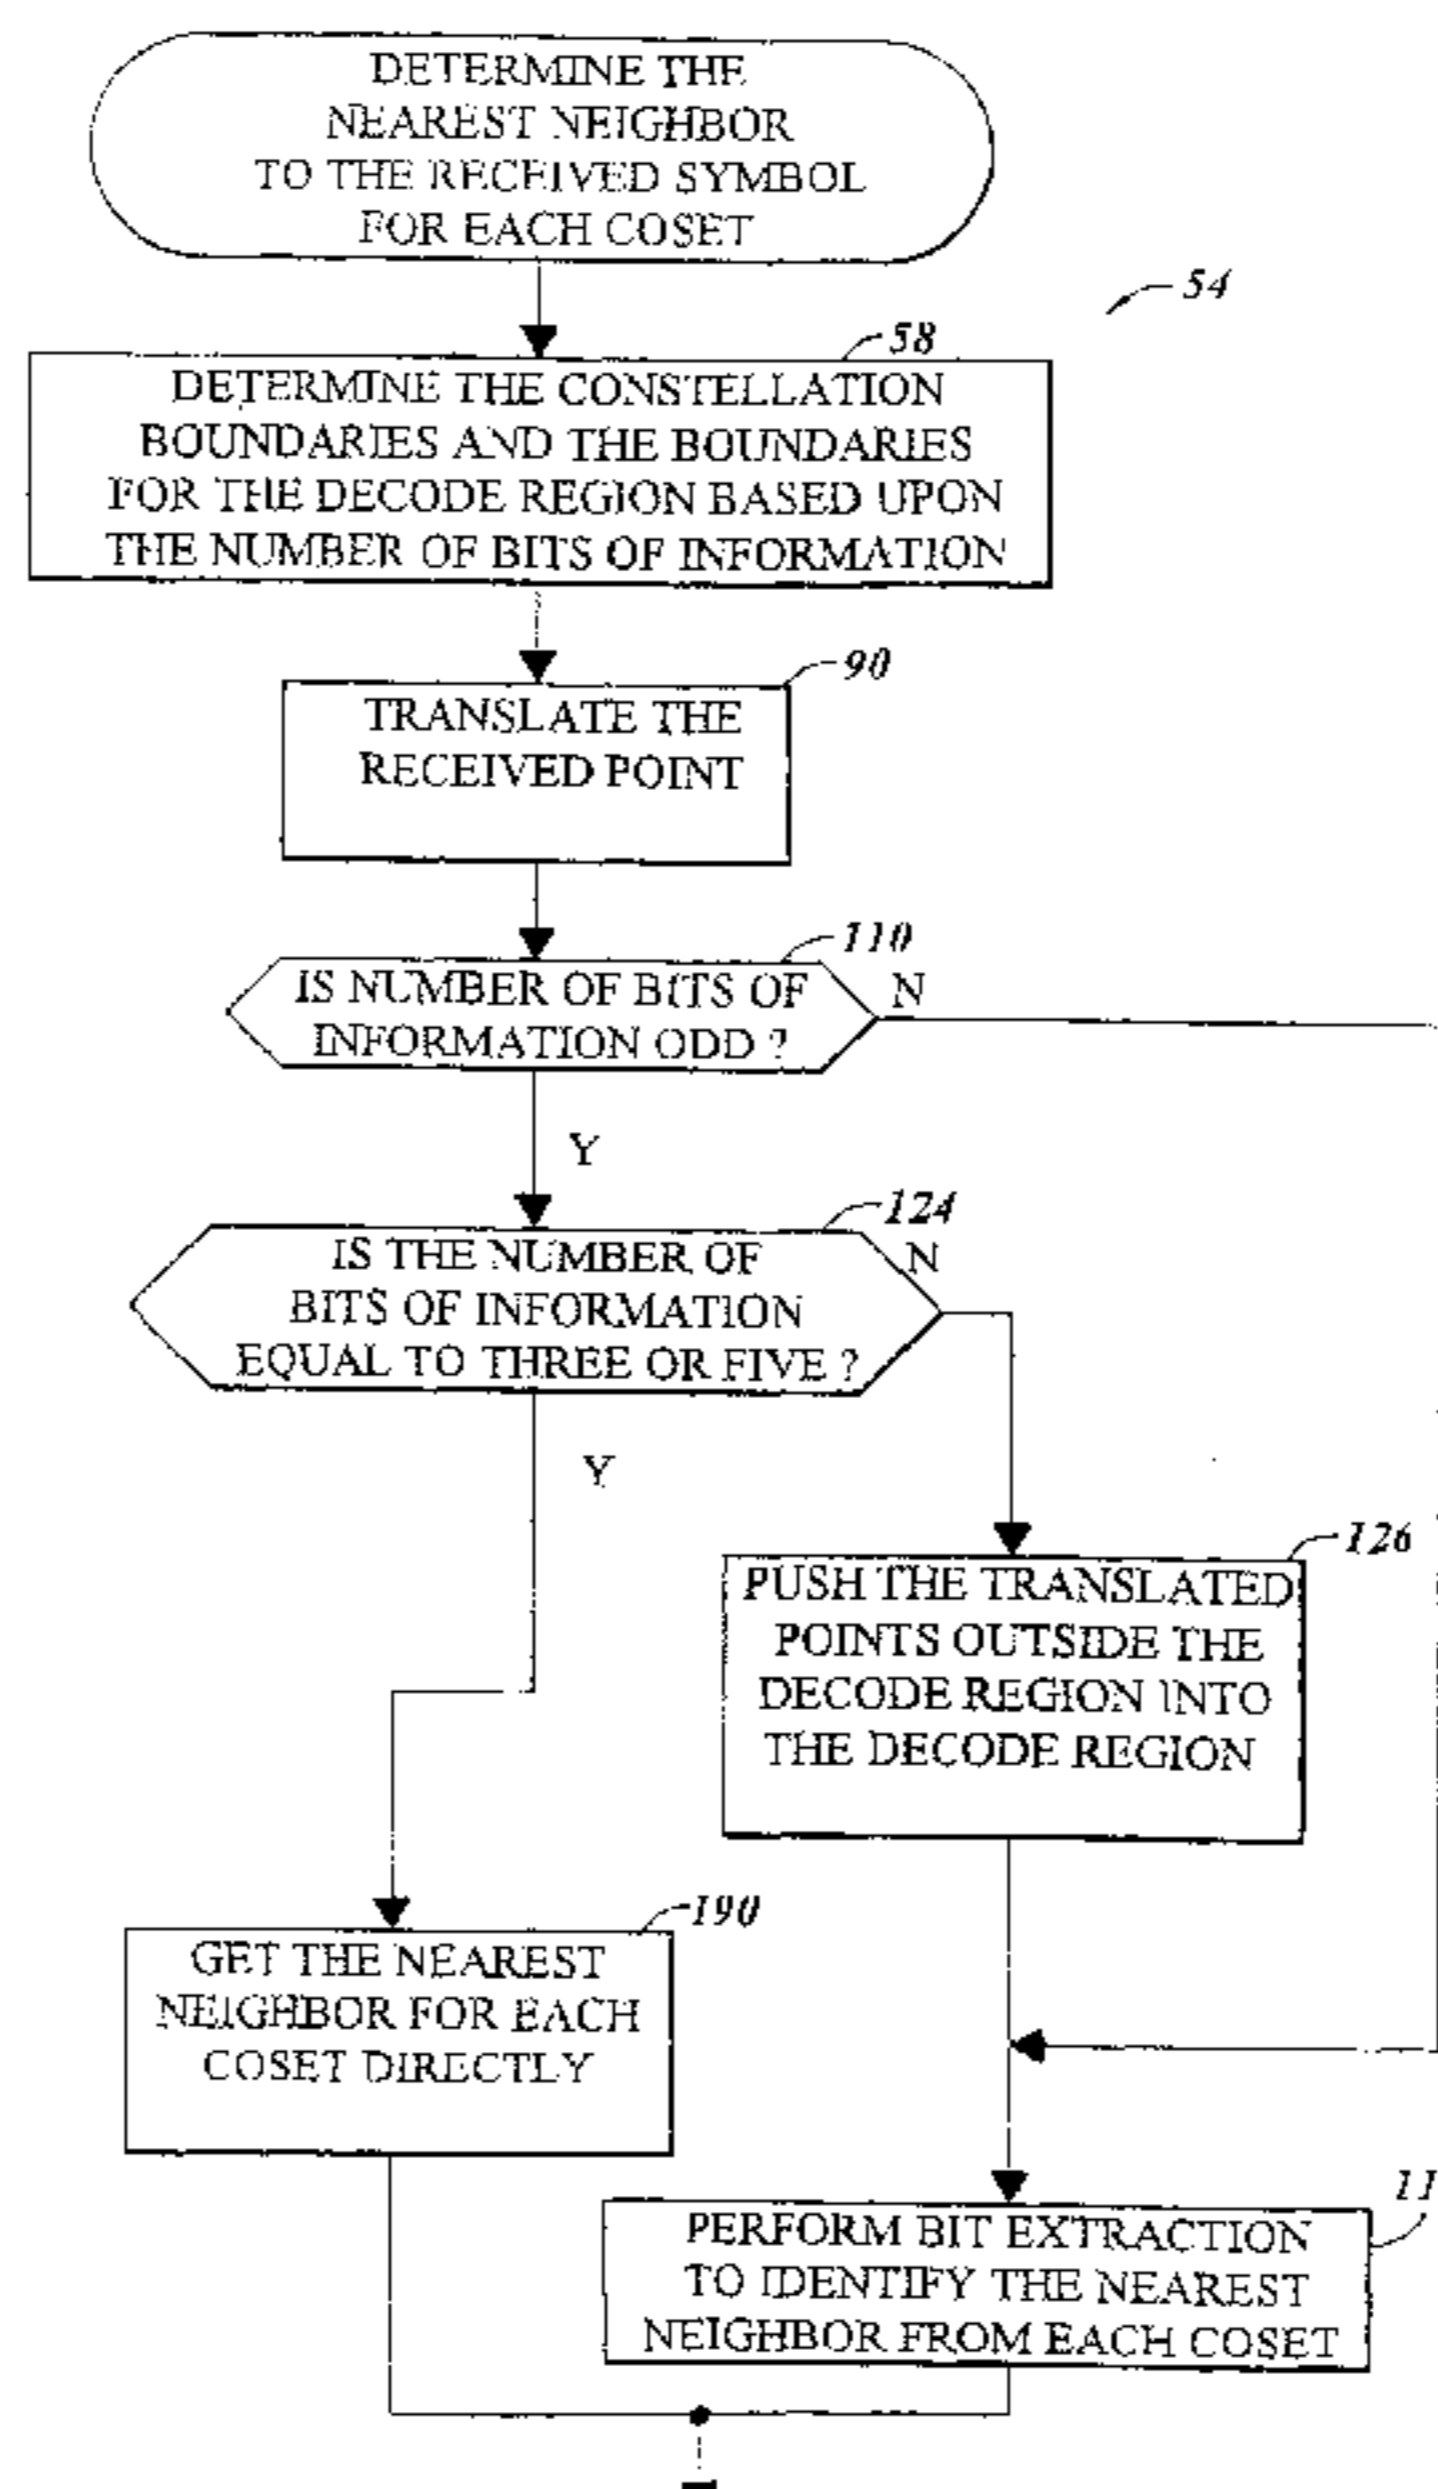 DETERMINE THE
NEAREST NEIGHBOR
TO THE RECEIVED SYMBOL
FOR EACH COSET
54
58
DETERMINE THE CONSTELLATION
BOUNDARIES AND THE BOUNDARIES
FOR THE DECODE REGION BASED UPON
THE NUMBER OF BITS OF INFORMATION
90
TRANSLATE THE
RECEIVED POINT
110
IS NUMBER OF BITS OF
INFORMATION ODD ?
N
Y
124
IS THE NUMBER OF
BITS OF INFORMATION
EQUAL TO THREE OR FIVE ?
N
Y
126
PUSH THE TRANSLATED
POINTS OUTSIDE THE
DECODE REGION INTO
THE DECODE REGION
190
GET THE NEAREST
NEIGHBOR FOR EACH
COSET DIRECTLY
11
PERFORM BIT EXTRACTION
TO IDENTIFY THE NEAREST
NEIGHBOR FROM EACH COSET